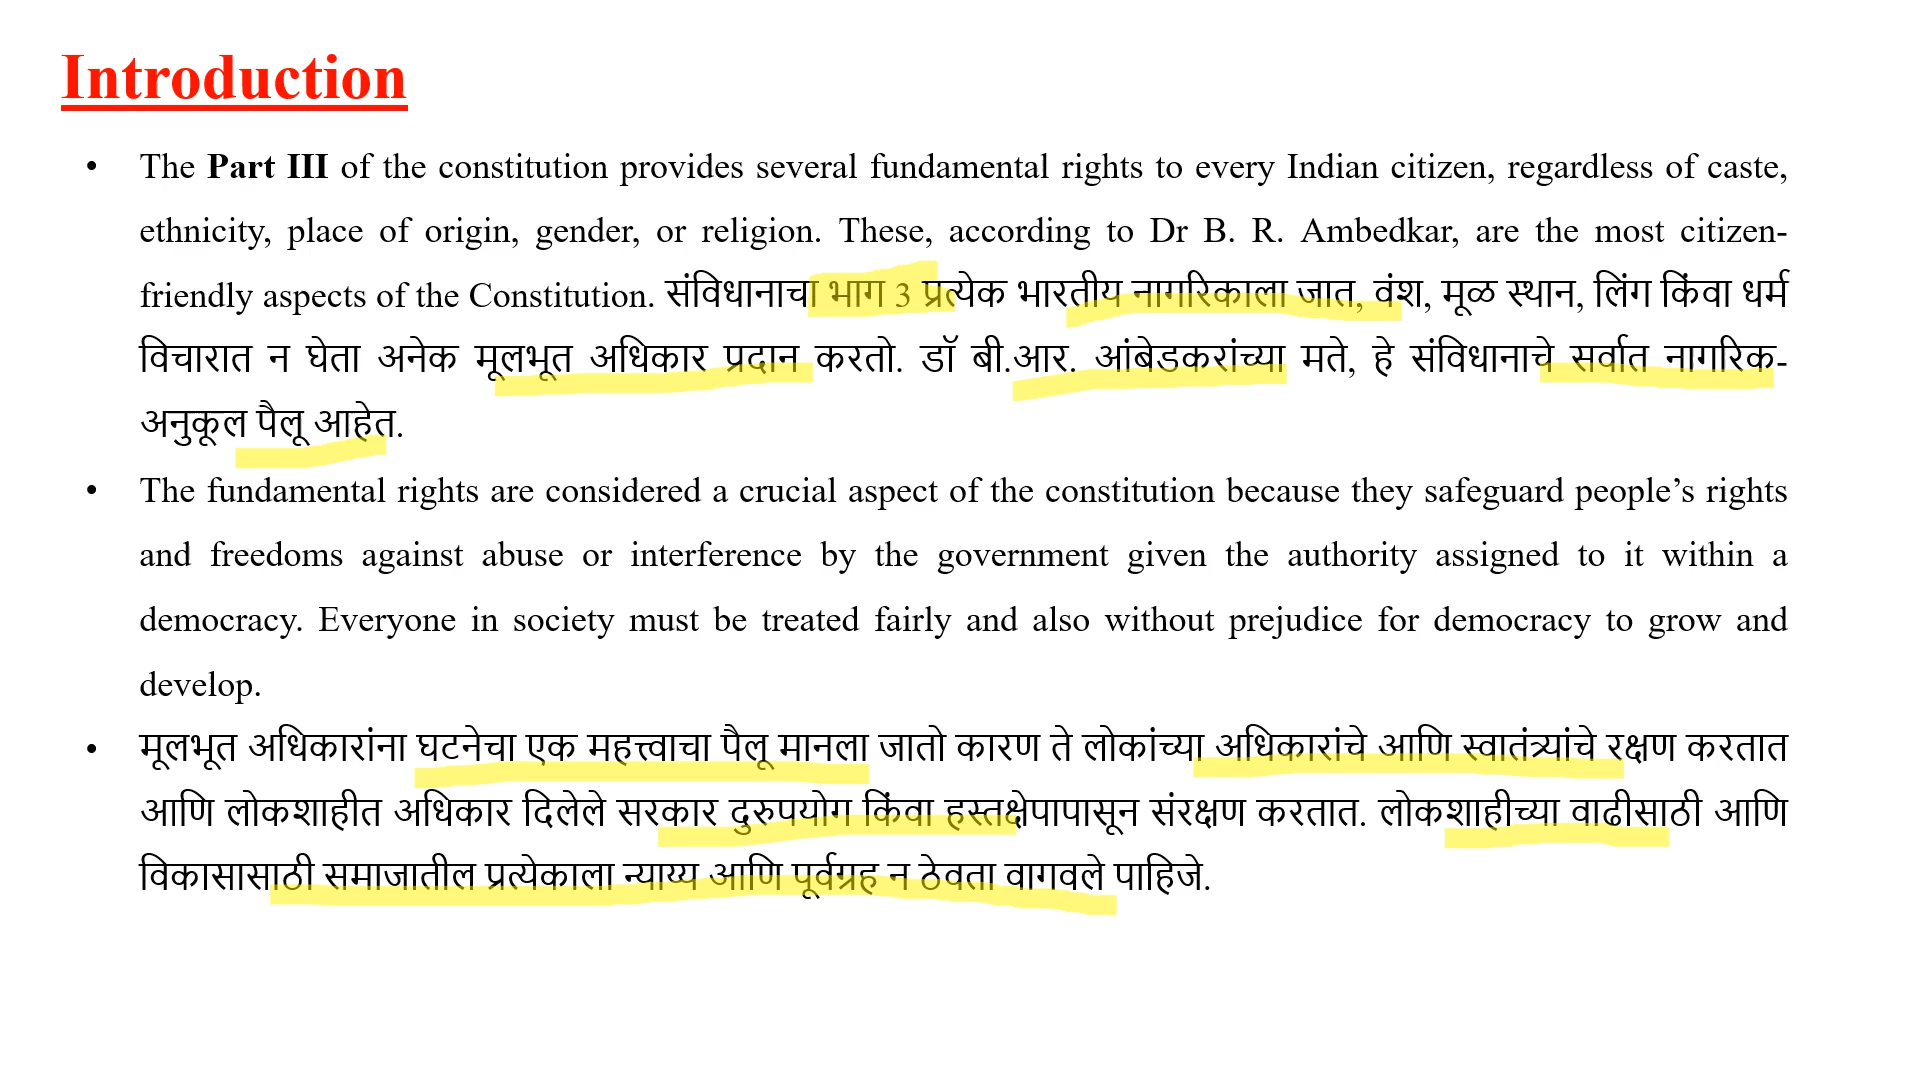 Introduction
• The Part III of the constitution provides several fundamental rights to every Indian citizen, regardless of caste,
ethnicity, place of origin, gender, or religion. These, according to Dr B. R. Ambedkar, are the most citizen-
friendly aspects of the Constitution. संविधानाचा भाग 3 प्रत्येक भारतीय नागरिकाला जात, वंश, मूळ स्थान, लिंग किंवा धर्म
विचारात न घेता अनेक मूलभूत अधिकार प्रदान करतो. डॉ बी.आर. आंबेडकरांच्या मते, हे संविधानाचे सर्वात नागरिक-
अनुकूल पैलू आहेत.
• The fundamental rights are considered a crucial aspect of the constitution because they safeguard people’s rights
and freedoms against abuse or interference by the government given the authority assigned to it within a
democracy. Everyone in society must be treated fairly and also without prejudice for democracy to grow and
develop.
• मूलभूत अधिकारांना घटनेचा एक महत्त्वाचा पैलू मानला जातो कारण ते लोकांच्या अधिकारांचे आणि स्वातंत्र्यांचे रक्षण करतात
आणि लोकशाहीत अधिकार दिलेले सरकार दुरुपयोग किंवा हस्तक्षेपापासून संरक्षण करतात. लोकशाहीच्या वाढीसाठी आणि
विकासासाठी समाजातील प्रत्येकाला न्याय्य आणि पूर्वग्रह न ठेवता वागवले पाहिजे.